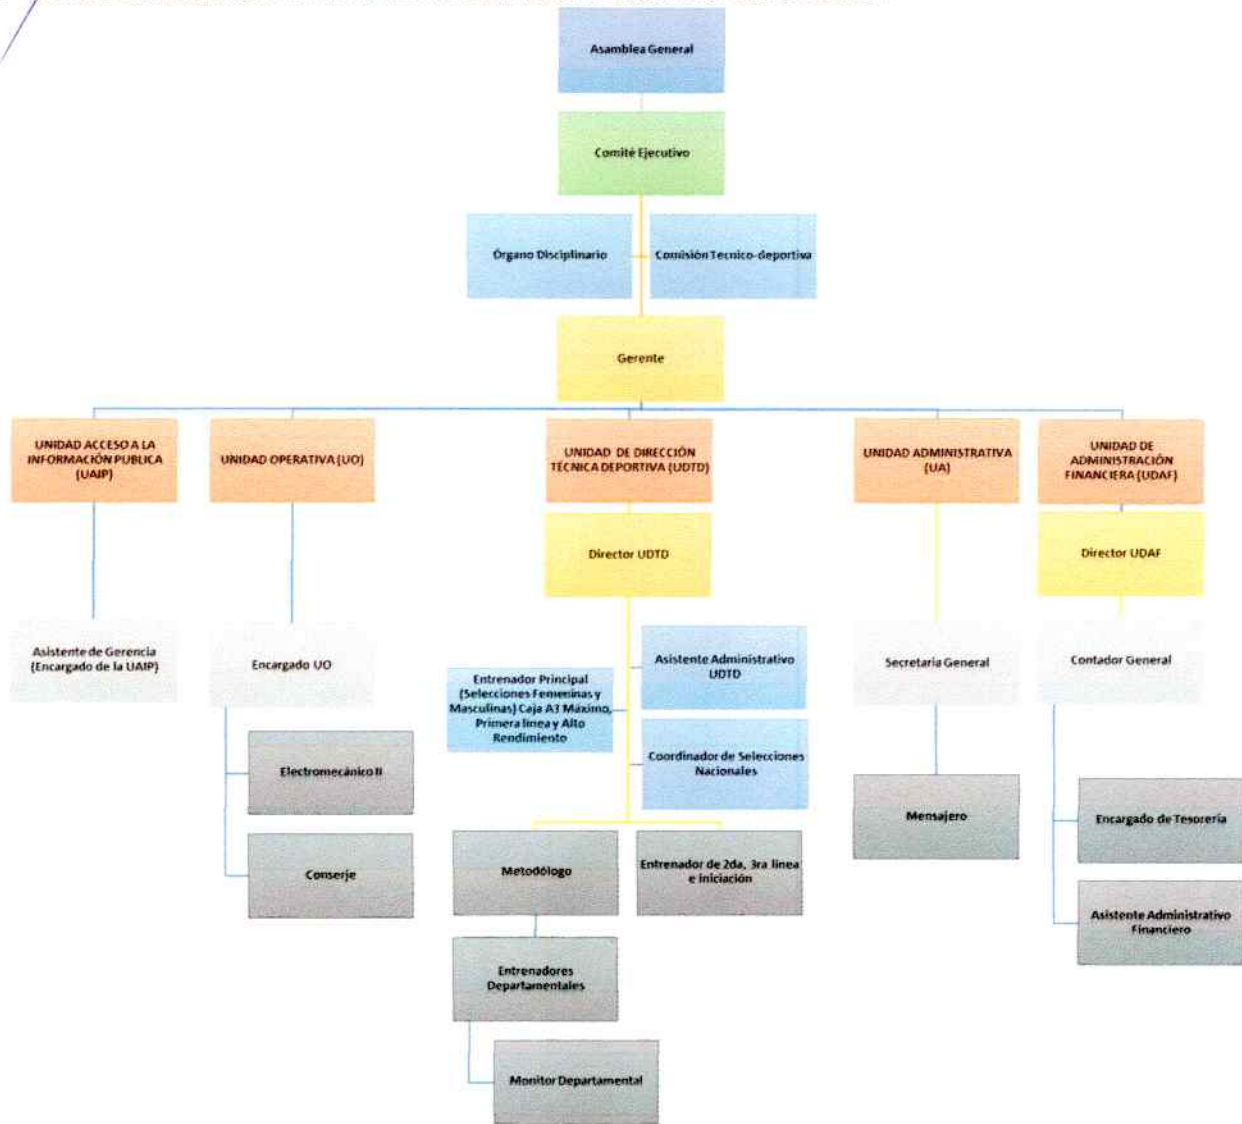 Asamblea General
Comité Ejecutivo
Órgano Disciplinario
Comisión Tecnico-deportiva
Gerente
UNIDAD ACCESO A LA
INFORMACIÓN PUBLICA
(UAIP)
UNIDAD OPERATIVA (UO)
UNIDAD DE DIRECCIÓN
TÉCNICA DEPORTIVA (UDTD)
UNIDAD ADMINISTRATIVA
(UA)
UNIDAD DE
ADMINISTRACIÓN
FINANCIERA (UDAF)
Director UDTD
Director UDAF
Asistente de Gerencia
(Encargado de la UAIP)
Encargado UO
Asistente Administrativo
UDTD
Secretaria General
Contador General
Entrenador Principal
(Selecciones Femeninas y
Masculinas) Caja A3 Máximo,
Primera linea y Alto
Rendimiento
Coordinador de Selecciones
Nacionales
Electromecánico II
Mensajero
Encargado de Tesorería
Conserje
Metodólogo
Entrenador de 2da, 3ra linea
e iniciación
Asistente Administrativo
Financiero
Entrenadores
Departamentales
Monitor Departamental